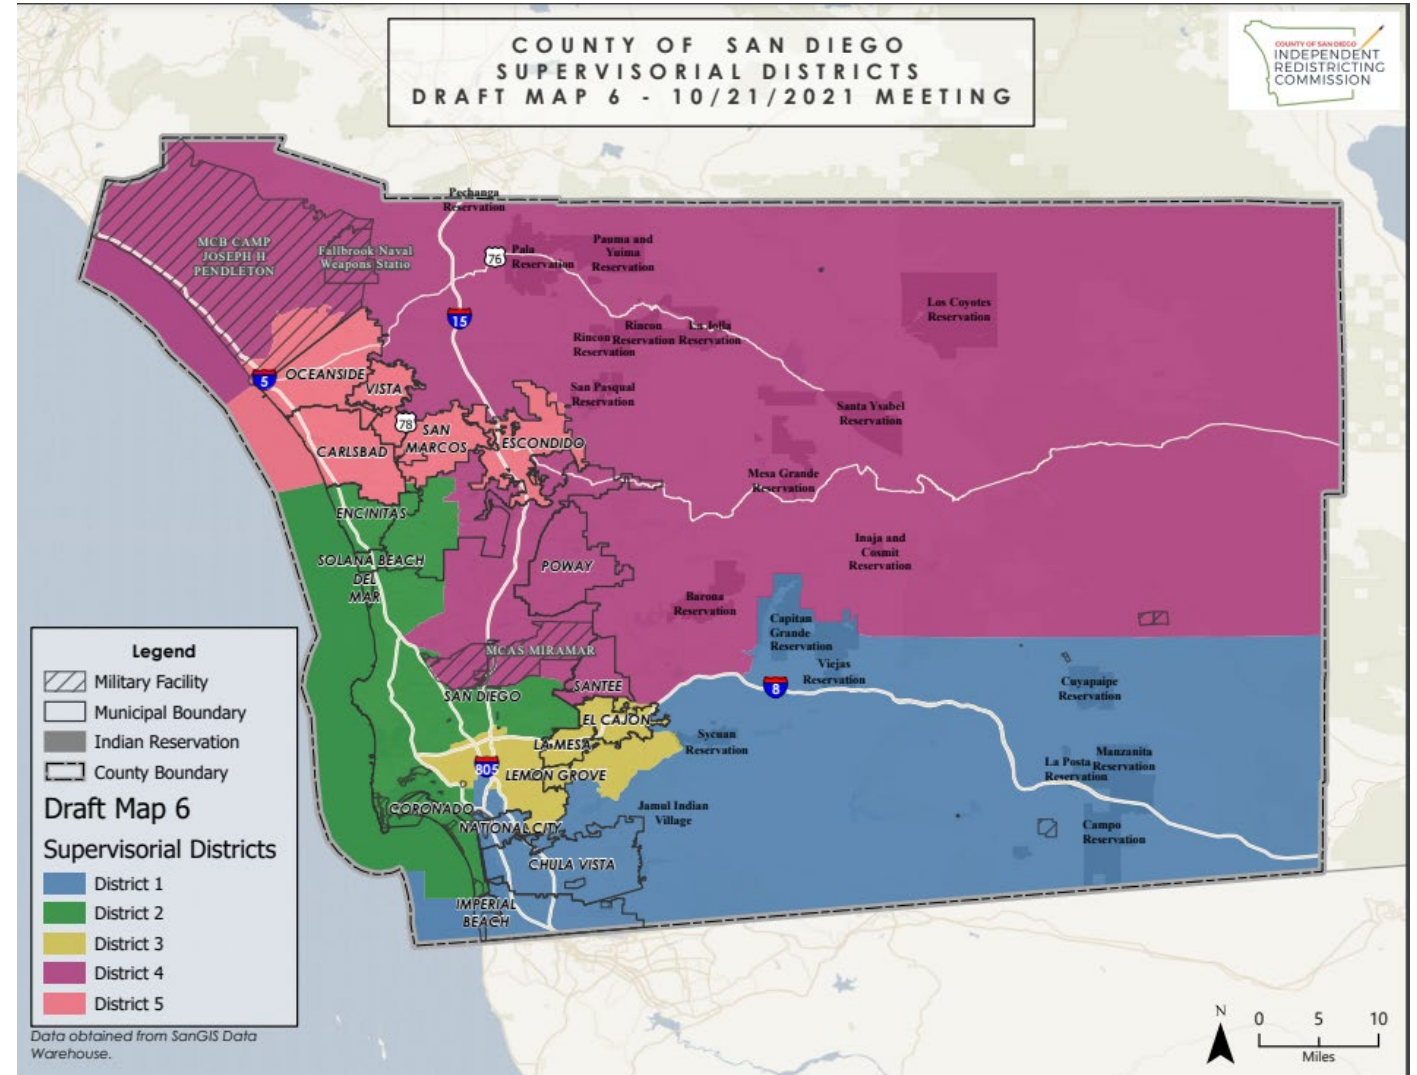 COUNTY OF SAN DIEGO
SUPERVISORIAL DISTRICTS
DRAFT MAP 6 - 10/21/2021 MEETING
COUNTY OF SAN DIEGO
INDEPENDENT
REDISTRICTING
COMMISSION
Pechanga
Reservation
MCB CAMP
JOSEPH H
PENDLETON
Fallbrook Naval
Weapons Statio
76
Pala
Reservation
Pauma and
Yuima
Reservation
15
Los Coyotes
Reservation
Rincon
Reservation
Rincon
Reservation
La Jolla
Reservation
5
OCEANSIDE
VISTA
San Pasqual
Reservation
Santa Ysabel
Reservation
78
SAN
MARCOS
CARLSBAD
ESCONDIDO
Mesa Grande
Reservation
ENCINITAS
SOLANA BEACH
DEL
MAR
POWAY
Inaja and
Cosmit
Reservation
Barona
Reservation
Capitan
Grande
Reservation
MCAS MIRAMAR
Viejas
Reservation
8
SAN DIEGO
SANTEE
Cuyapaipe
Reservation
EL CAJON
LA MESA
Sycuan
Reservation
805
LEMON GROVE
La Posta
Reservation
Manzanita
Reservation
CORONADO
NATIONAL CITY
Jamul Indian
Village
Campo
Reservation
CHULA VISTA
IMPERIAL
BEACH
Legend
Military Facility
Municipal Boundary
Indian Reservation
County Boundary
Draft Map 6
Supervisorial Districts
District 1
District 2
District 3
District 4
District 5
Data obtained from SanGIS Data
Warehouse.
N
0 5 10
Miles